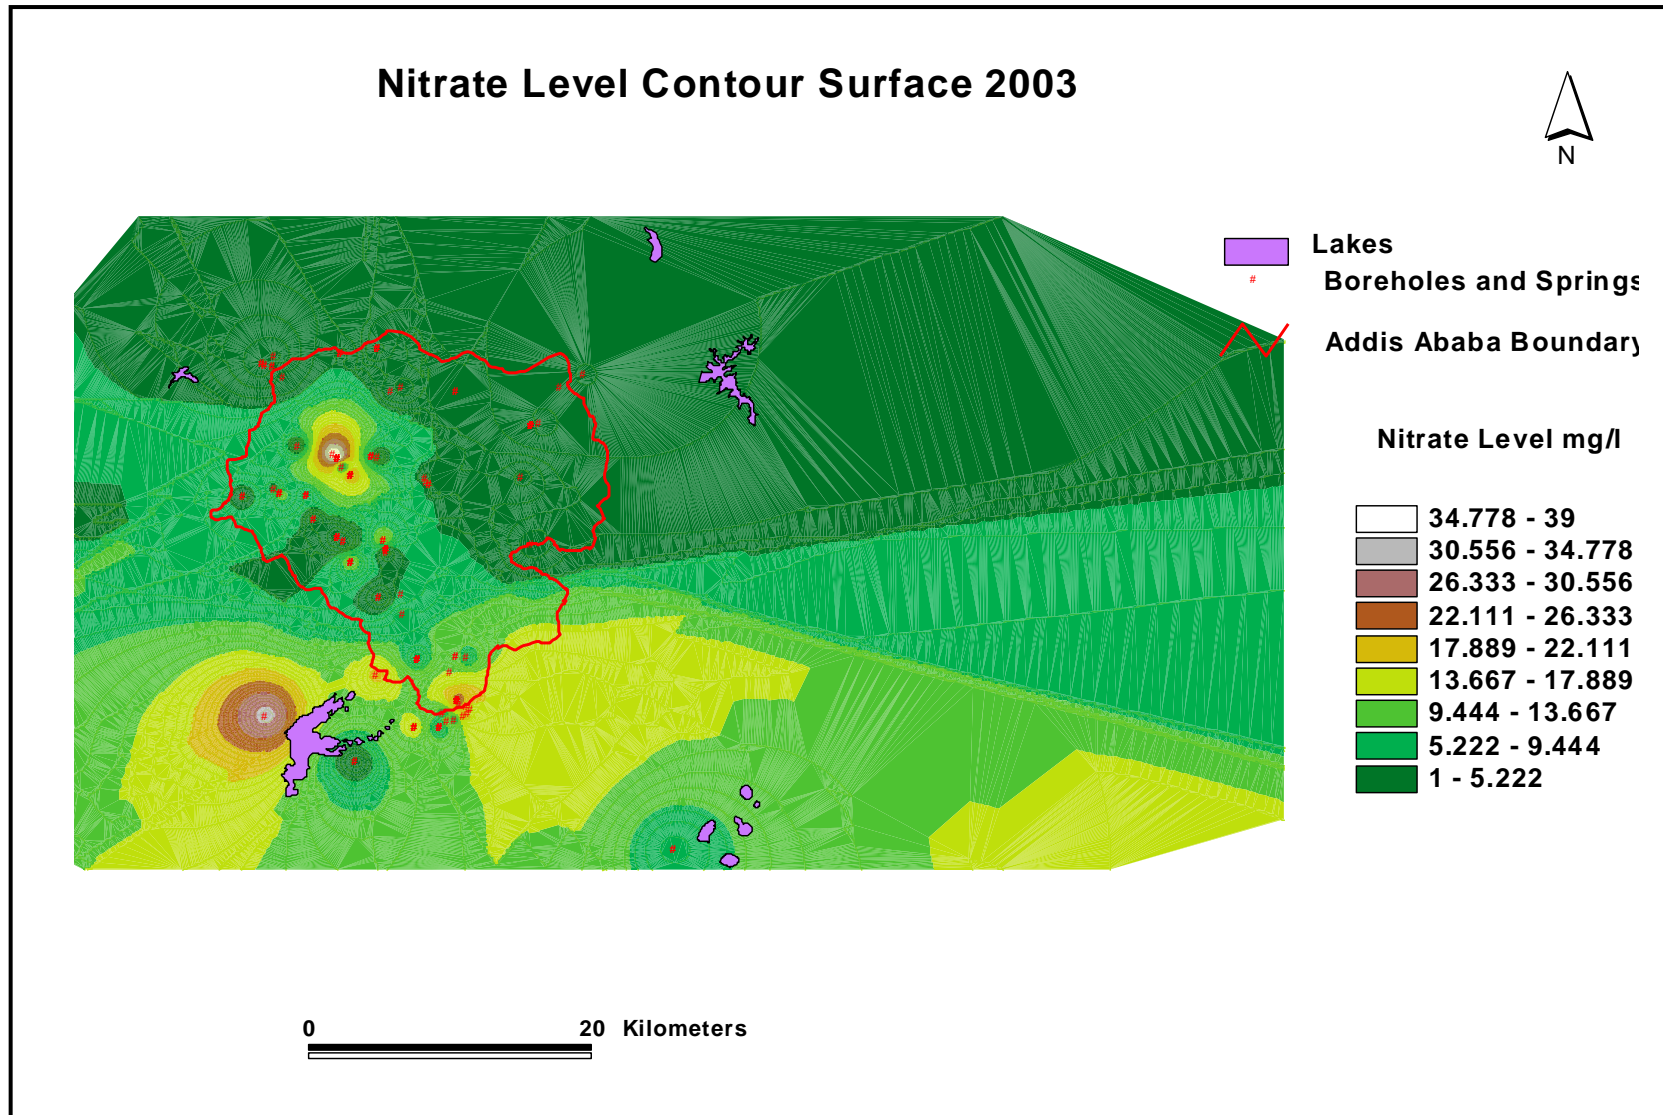 Nitrate Level Contour Surface 2003
N
Lakes
# Boreholes and Springs
Addis Ababa Boundary
Nitrate Level mg/l
34.778 - 39
30.556 - 34.778
26.333 - 30.556
22.111 - 26.333
17.889 - 22.111
13.667 - 17.889
9.444 - 13.667
5.222 - 9.444
1 - 5.222
0 20 Kilometers